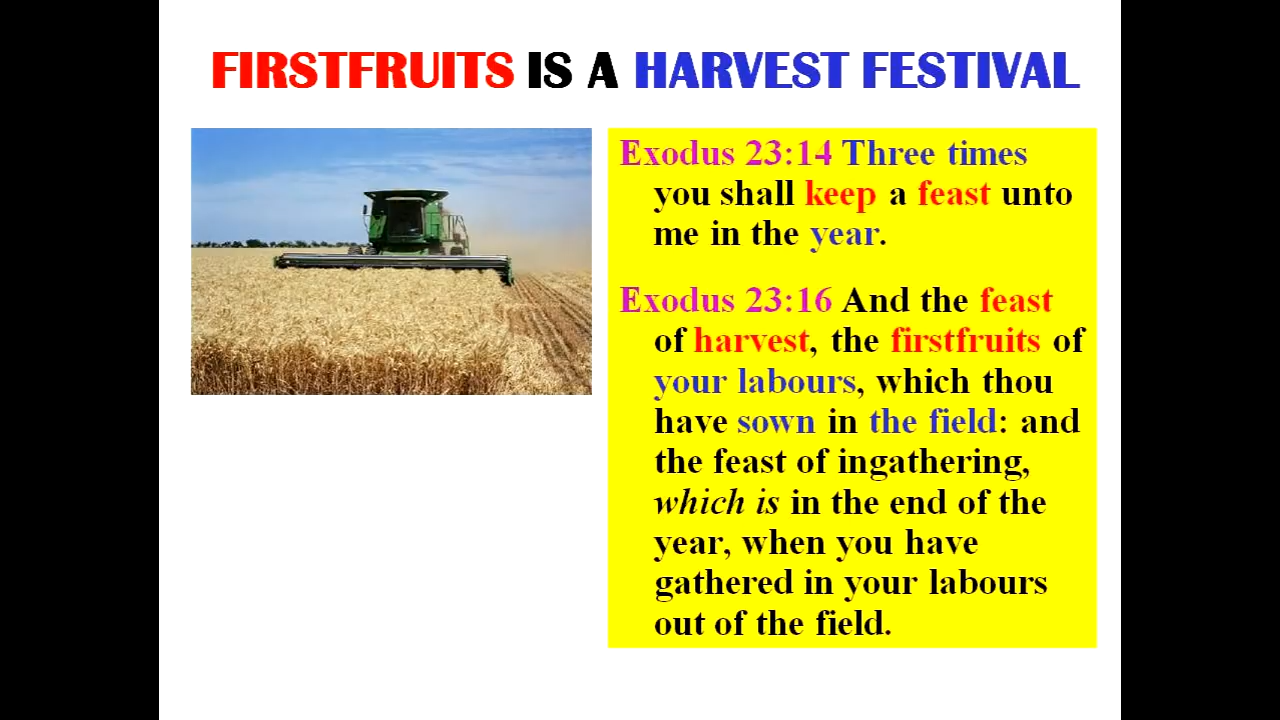 FIRSTFRUITS IS A HARVEST FESTIVAL
Exodus 23:14 Three times
you shall keep a feast unto
me in the year.
Exodus 23:16 And the feast
of harvest, the firstfruits of
your labours, which thou
have sown in the field: and
the feast of ingathering,
which is in the end of the
year, when you have
gathered in your labours
out of the field.